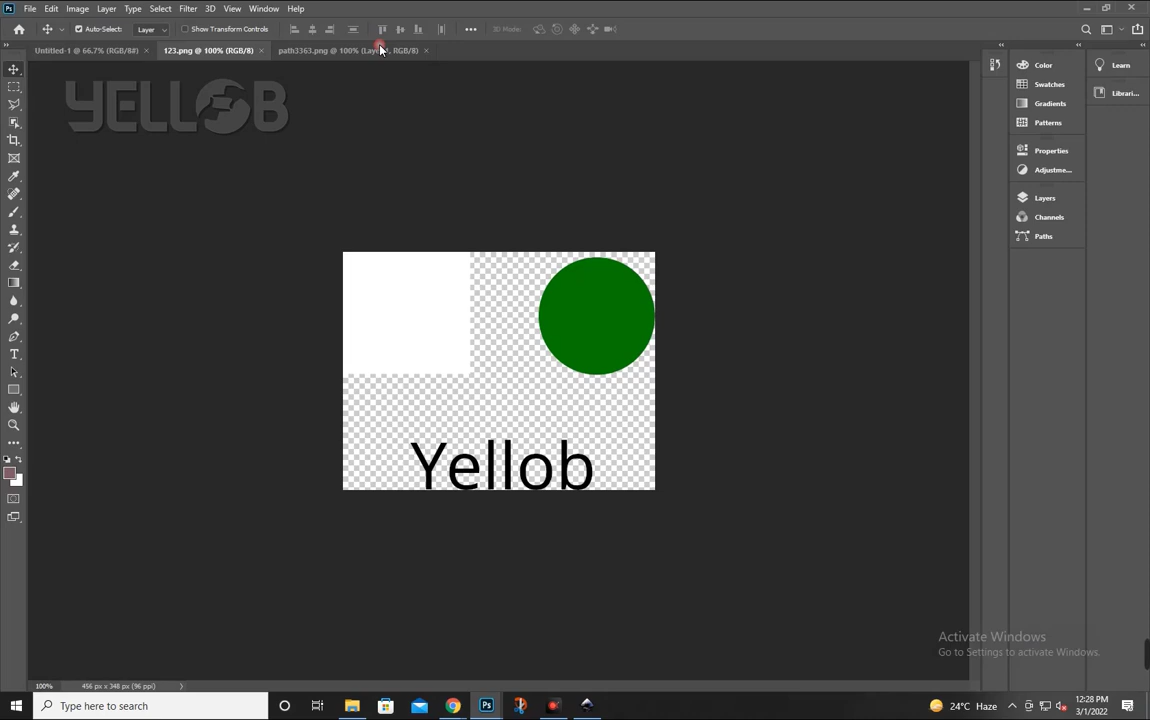 File Edit Image Layer Type Select Filter 3D View Window Help
Auto-Select: Layer Show Transform Controls 3D Mode:
Untitled-1 @ 66.7% (RGB/8#) × 123.png @ 100% (RGB/8) × path3363.png @ 100% (Lay RGB/8) ×
YELLOB
Color
Swatches
Gradients
Patterns
Properties
Adjustme...
Layers
Channels
Paths
Learn
Librari...
Yellob
Activate Windows
Go to Settings to activate Windows.
100% 456 px x 348 px (96 ppi)
Type here to search
24°C Haze
12:28 PM
3/1/2022